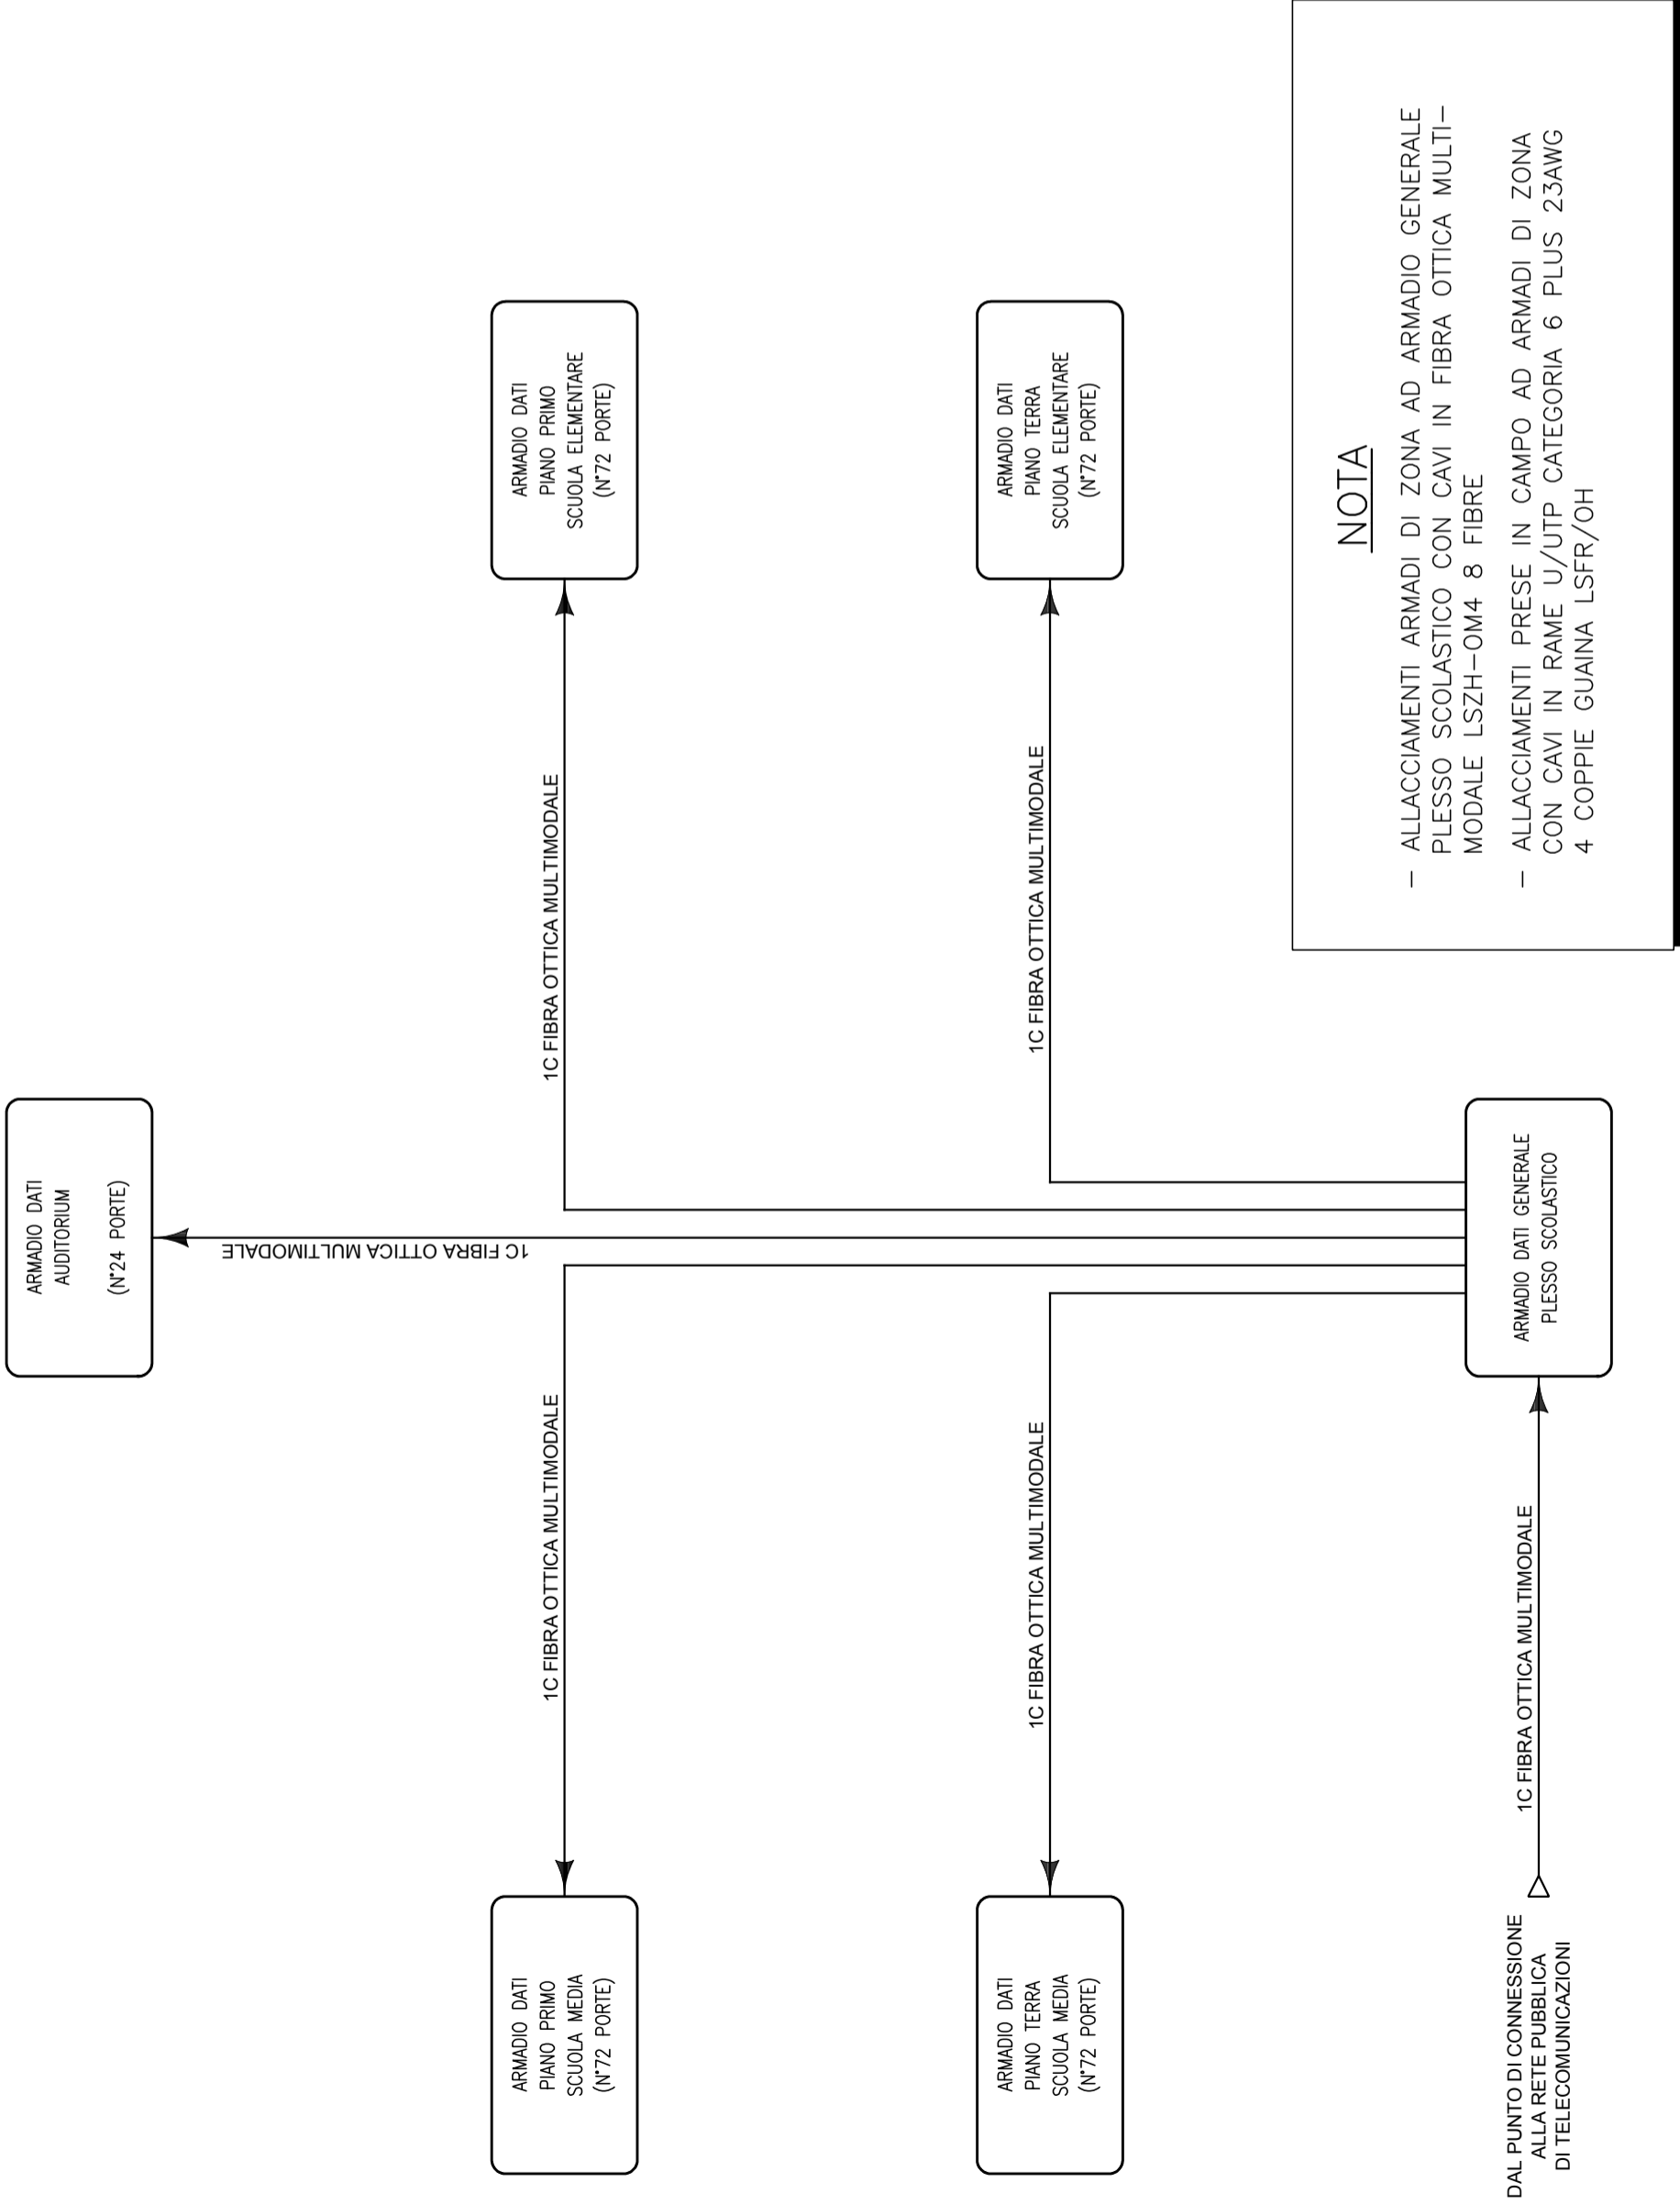 ARMADIO DATI
AUDITORIUM
(N°24 PORTE)
1C FIBRA OTTICA MULTIMODALE
ARMADIO DATI
PIANO PRIMO
SCUOLA MEDIA
(N°72 PORTE)
1C FIBRA OTTICA MULTIMODALE
1C FIBRA OTTICA MULTIMODALE
ARMADIO DATI
PIANO PRIMO
SCUOLA ELEMENTARE
(N°72 PORTE)
ARMADIO DATI
PIANO TERRA
SCUOLA MEDIA
(N°72 PORTE)
1C FIBRA OTTICA MULTIMODALE
1C FIBRA OTTICA MULTIMODALE
ARMADIO DATI
PIANO TERRA
SCUOLA ELEMENTARE
(N°72 PORTE)
DAL PUNTO DI CONNESSIONE
ALLA RETE PUBBLICA
DI TELECOMUNICAZIONI
1C FIBRA OTTICA MULTIMODALE
ARMADIO DATI GENERALE
PLESSO SCOLASTICO
NOTA
- ALLACCIAMENTI ARMADI DI ZONA AD ARMADIO GENERALE
PLESSO SCOLASTICO CON CAVI IN FIBRA OTTICA MULTI-
MODALE LSZH-OM4 8 FIBRE
- ALLACCIAMENTI PRESE IN CAMPO AD ARMADI DI ZONA
CON CAVI IN RAME U/UTP CATEGORIA 6 PLUS 23AWG
4 COPPIE GUAINA LSFR/OH